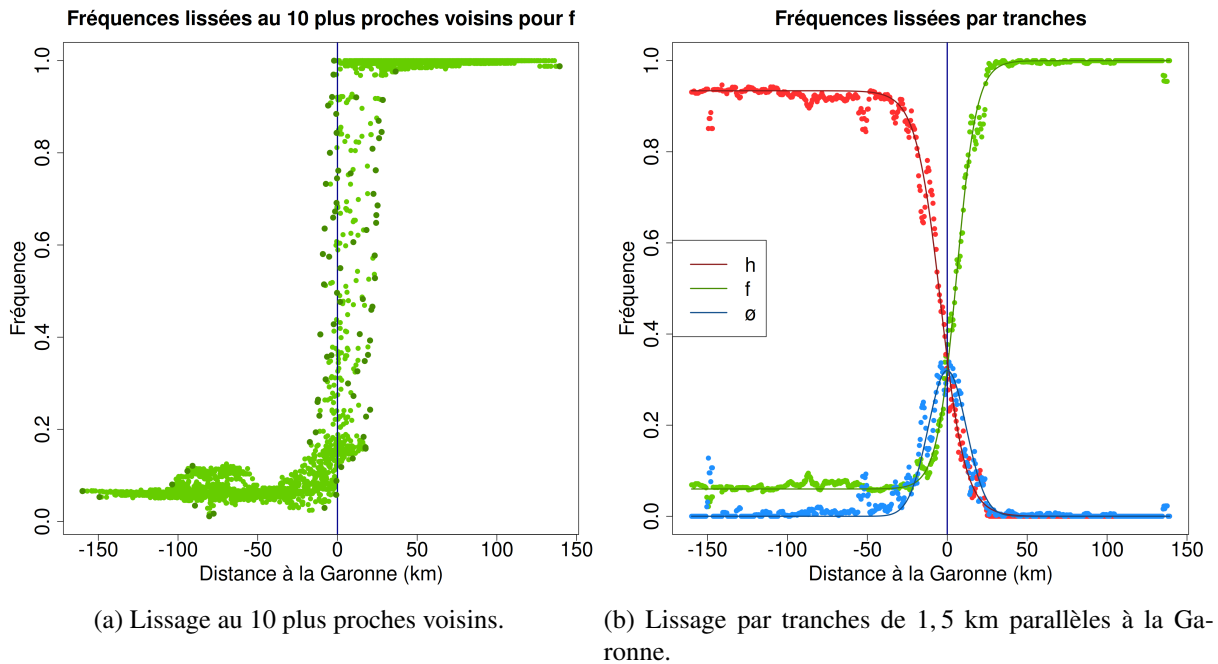 Fréquences lissées au 10 plus proches voisins pour f
Fréquence
0.0
0.2
0.4
0.6
0.8
1.0
-150 -100 -50 0 50 100 150
Distance à la Garonne (km)
(a) Lissage au 10 plus proches voisins.
Fréquences lissées par tranches
Fréquence
0.0
0.2
0.4
0.6
0.8
1.0
h
f
ø
-150 -100 -50 0 50 100 150
Distance à la Garonne (km)
(b) Lissage par tranches de 1, 5 km parallèles à la Ga-
ronne.